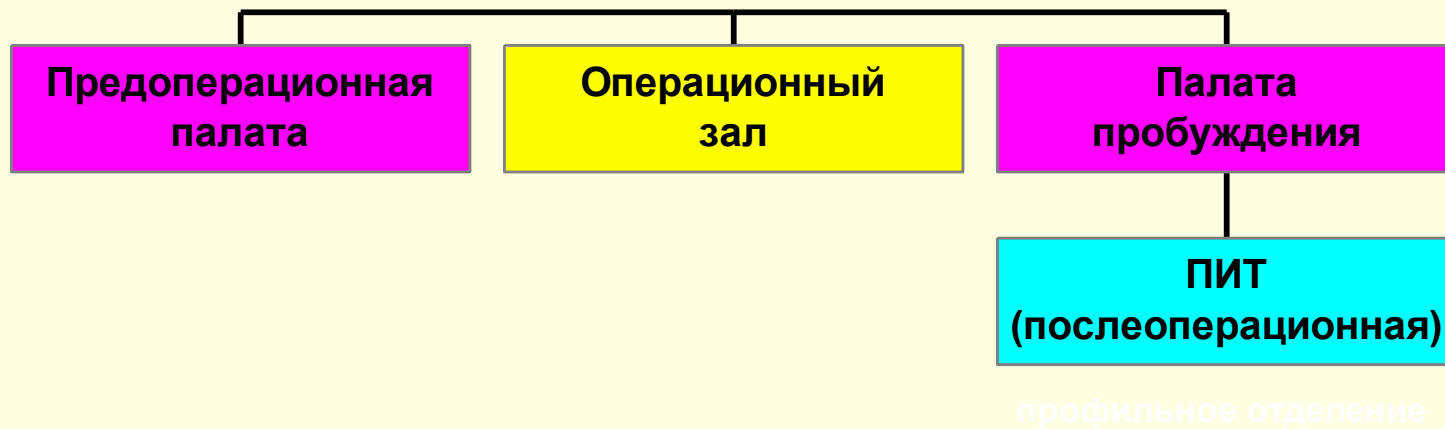 Предоперационная
палата
Операционный
зал
Палата
пробуждения
ПИТ
(послеоперационная)
профильное отделение